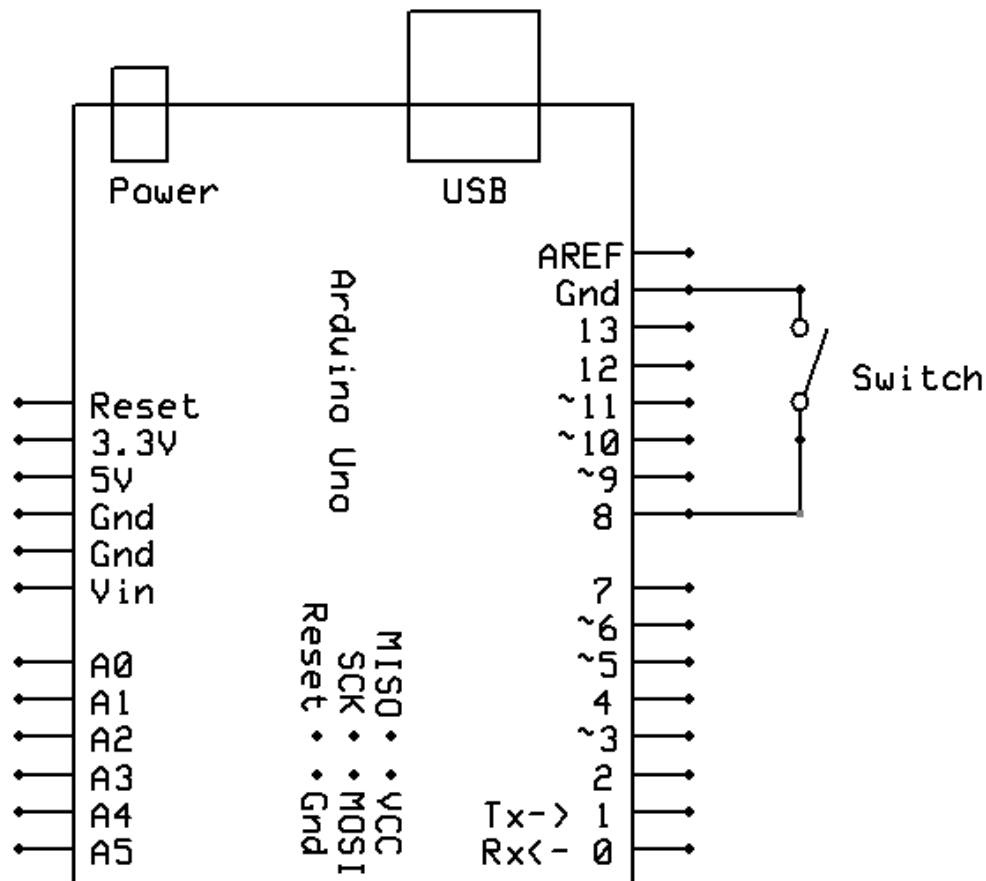 Power
USB
AREF
Gnd
13
12
~11
~10
~9
8
7
~6
~5
4
~3
2
Tx-> 1
Rx<- 0
Switch
Arduino Uno
Reset
3.3V
5V
Gnd
Gnd
Vin
A0
A1
A2
A3
A4
A5
MISO • • VCC
SCK • • MOSI
Reset • • Gnd